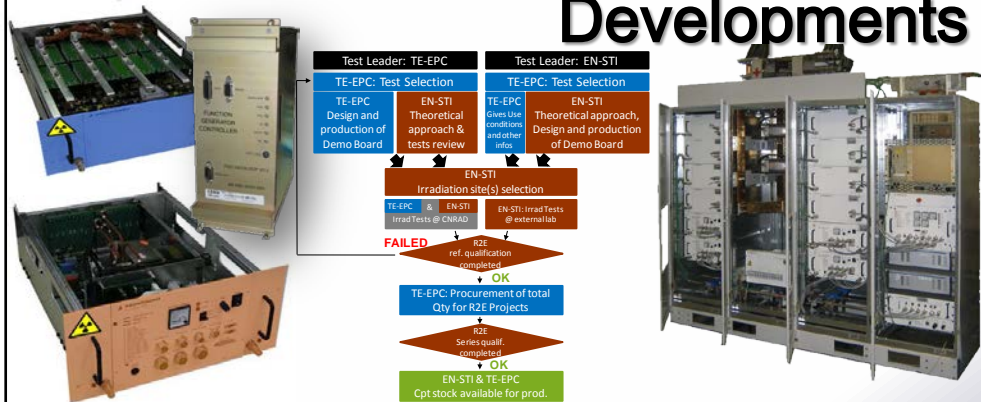 Developments
Test Leader: TE-EPC
Test Leader: EN-STI
TE-EPC: Test Selection
TE-EPC: Test Selection
TE-EPC
Design and
production of
Demo Board
EN-STI
Theoretical
approach &
tests review
TE-EPC
Gives Use
conditions
and other
infos
EN-STI
Theoretical approach,
Design and production
of Demo Board
EN-STI
Irradiation site(s) selection
TE-EPC & EN-STI
Irrad Tests @ CNRAD
EN-STI: Irrad Tests
@ external lab
FAILED
R2E
ref. qualification
completed
OK
TE-EPC: Procurement of total
Qty for R2E Projects
R2E
Series qualif.
completed
OK
EN-STI & TE-EPC
Cpt stock available for prod.
FUNCTION
GENERATOR
CONTROLLER